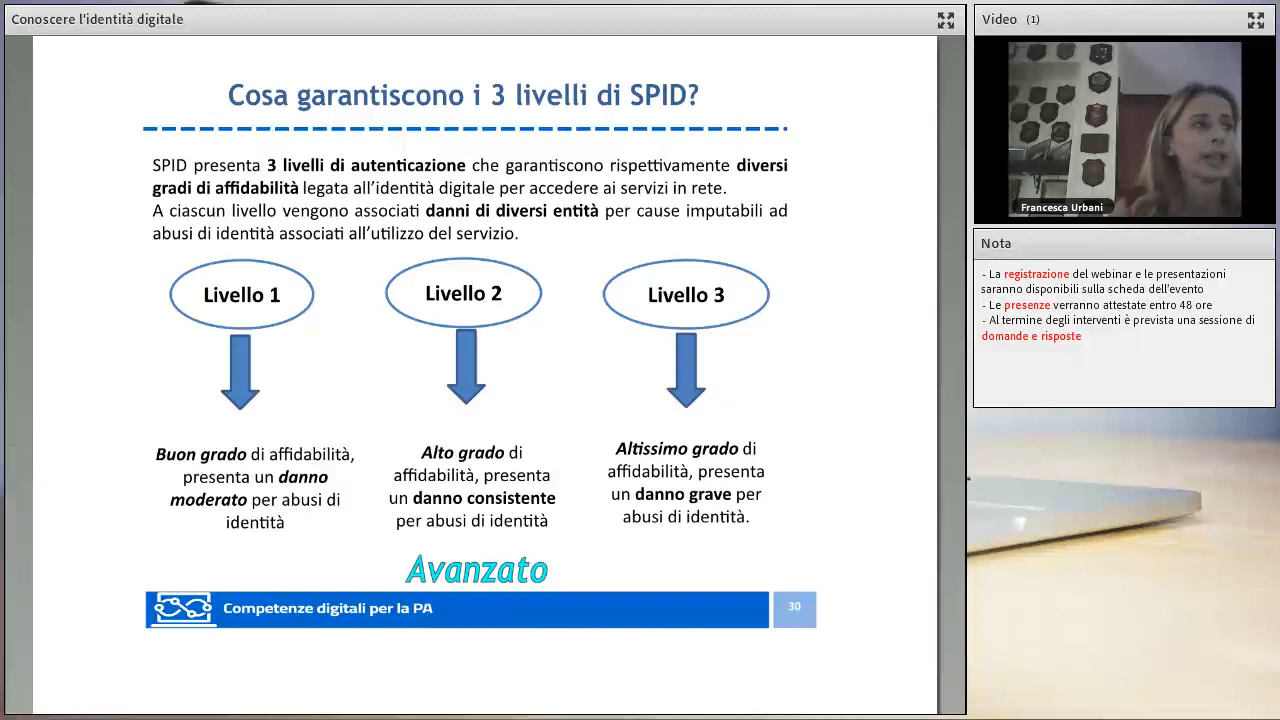 Conoscere l'identità digitale
Cosa garantiscono i 3 livelli di SPID?
SPID presenta 3 livelli di autenticazione che garantiscono rispettivamente diversi
gradi di affidabilità legata all'identità digitale per accedere ai servizi in rete.
A ciascun livello vengono associati danni di diversi entità per cause imputabili ad
abusi di identità associati all'utilizzo del servizio.
Livello 1
Livello 2
Livello 3
Buon grado di affidabilità,
presenta un danno
moderato per abusi di
identità
Alto grado di
affidabilità, presenta
un danno consistente
per abusi di identità
Altissimo grado di
affidabilità, presenta
un danno grave per
abusi di identità.
Avanzato
Competenze digitali per la PA
30
Video (1)
Francesca Urbani
Nota
- La registrazione del webinar e le presentazioni
saranno disponibili sulla scheda dell'evento
- Le presenze verranno attestate entro 48 ore
- Al termine degli interventi è prevista una sessione di
domande e risposte